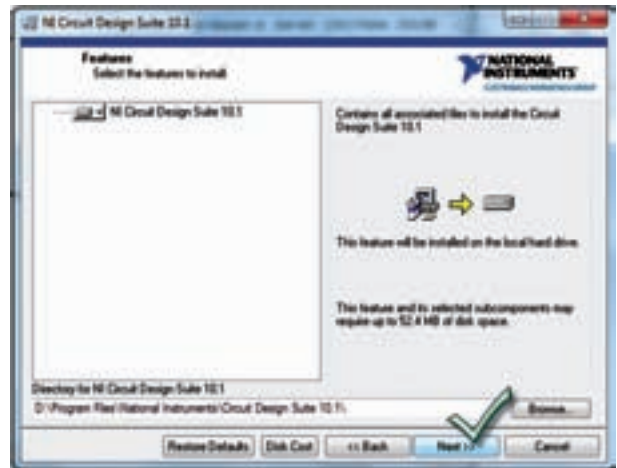 NI Circuit Design Suite 10.1
Features
Select the features to install
NATIONAL
INSTRUMENTS
NI Circuit Design Suite 10.1
Contains all associated files to install the Circuit
Design Suite 10.1
This feature will be installed on the local hard drive.
This feature and its selected subcomponents may
require up to 52.4 MB of disk space.
Directory for NI Circuit Design Suite 10.1
D:\Program Files\National Instruments\Circuit Design Suite 10.1\
Browse...
Restore Defaults
Disk Cost
<< Back
Next >>
Cancel